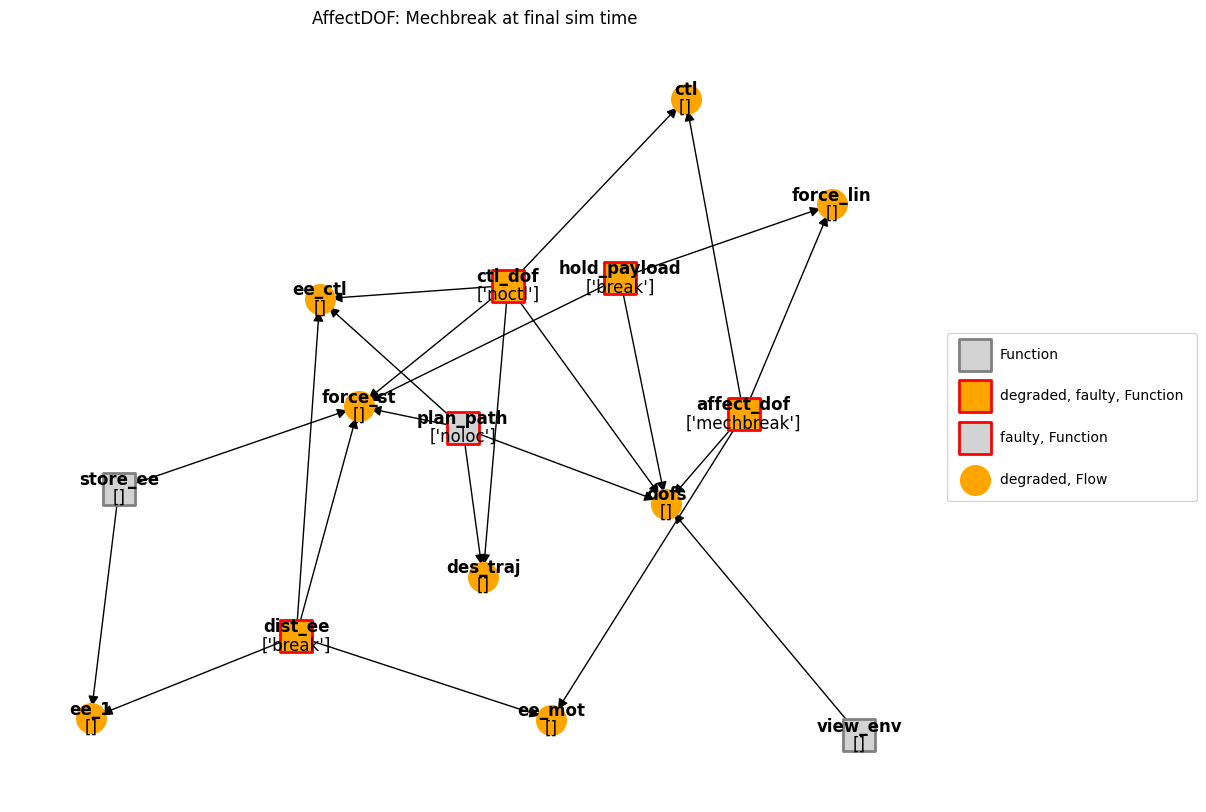 AffectDOF: Mechbreak at final sim time
ctl
[]
force_lin
[]
hold_payload
['break']
ctl_dof
['noctl']
ee_ctl
[]
Function
degraded, faulty, Function
faulty, Function
degraded, Flow
force_st
[]
affect_dof
['mechbreak']
plan_path
['noloc']
store_ee
[]
dofs
[]
des_traj
[]
dist_ee
['break']
ee_1
[]
ee_mot
[]
view_env
[]